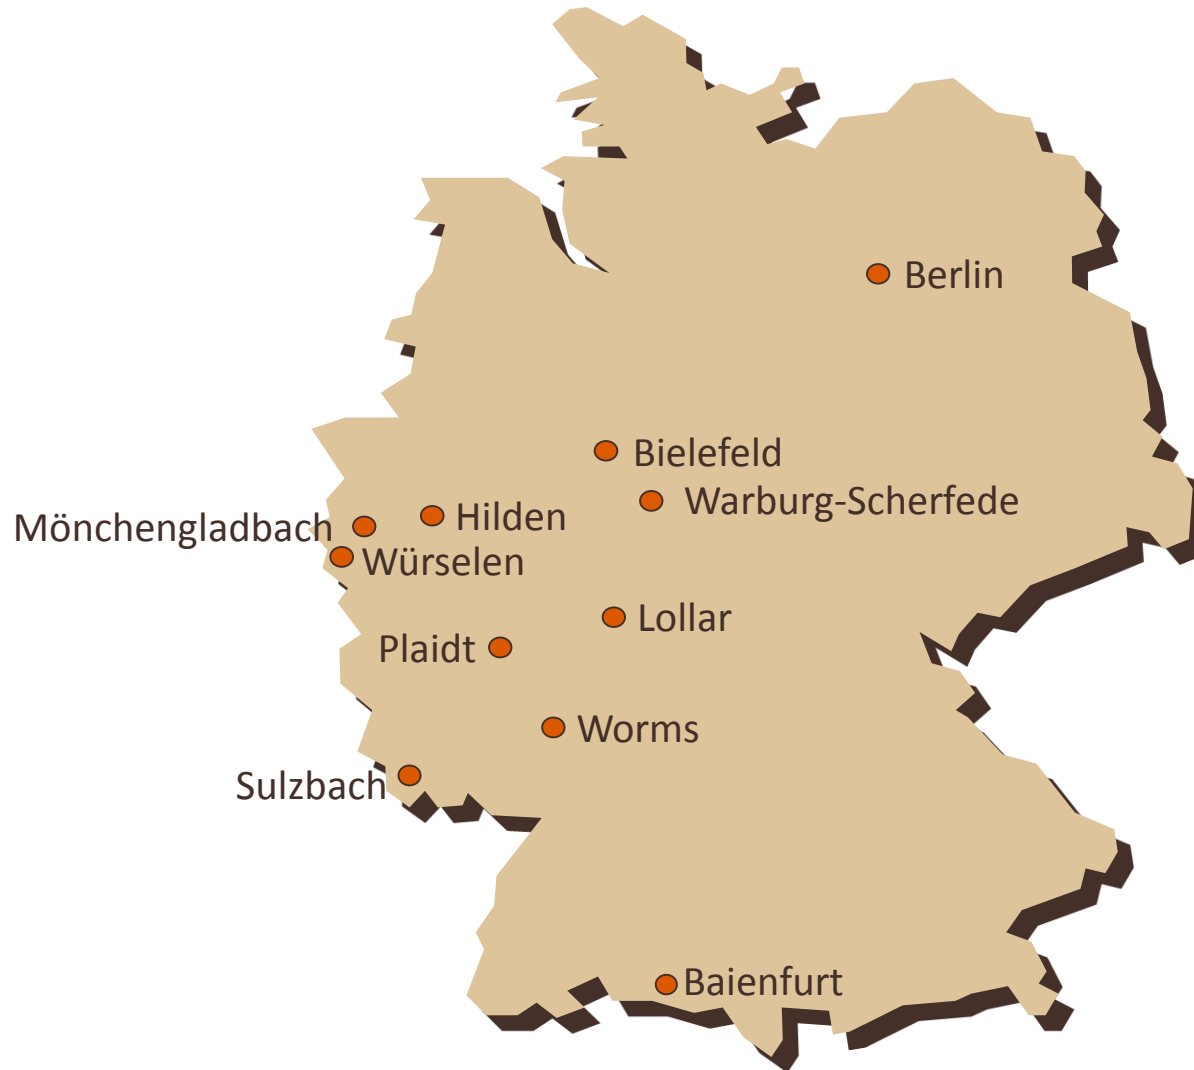 Berlin
Bielefeld
Warburg-Scherfede
Hilden
Mönchengladbach
Würselen
Lollar
Plaidt
Worms
Sulzbach
Baienfurt